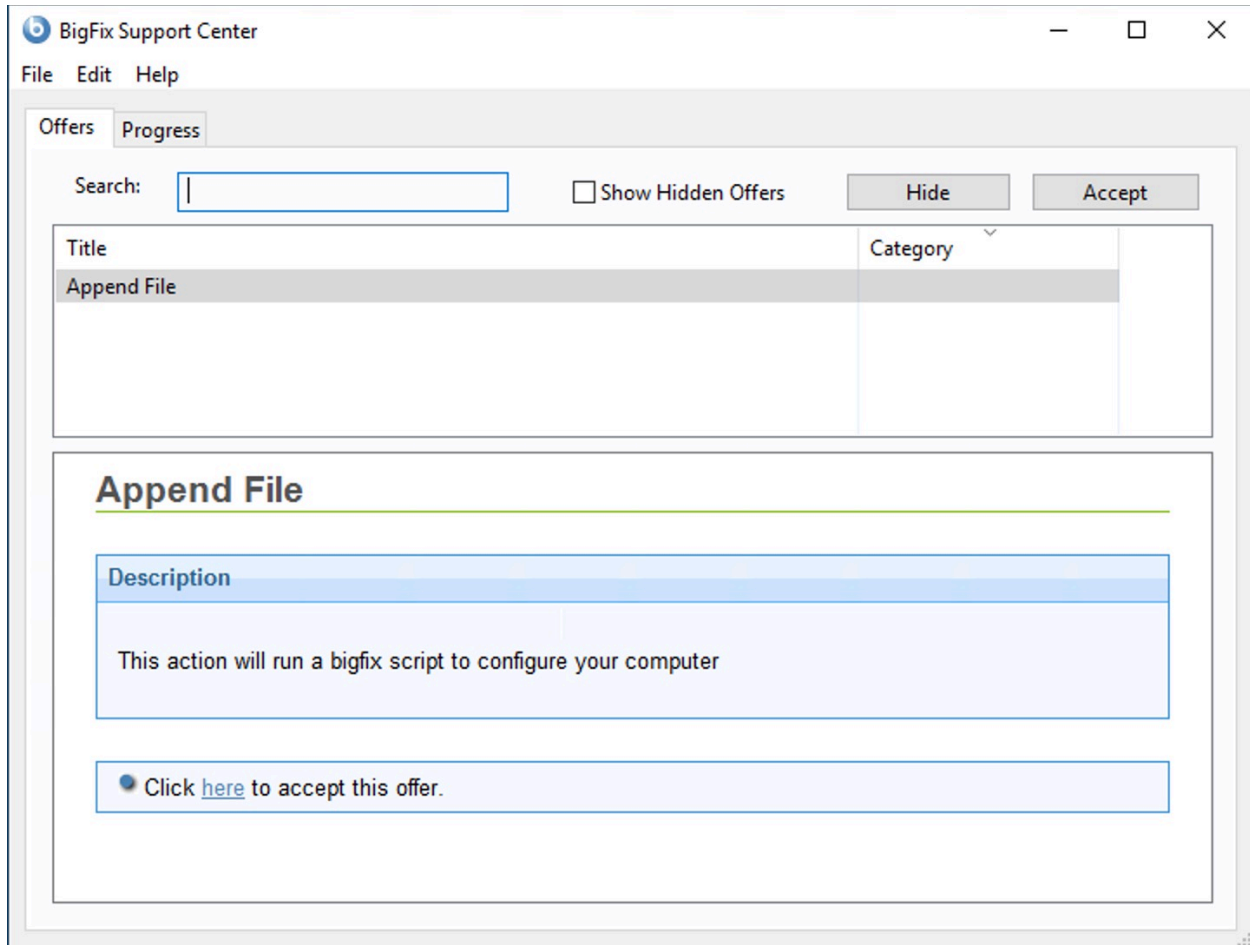 BigFix Support Center
File Edit Help
Offers Progress
Search: Show Hidden Offers Hide Accept
Title Category
Append File
Append File
Description
This action will run a bigfix script to configure your computer
Click here to accept this offer.